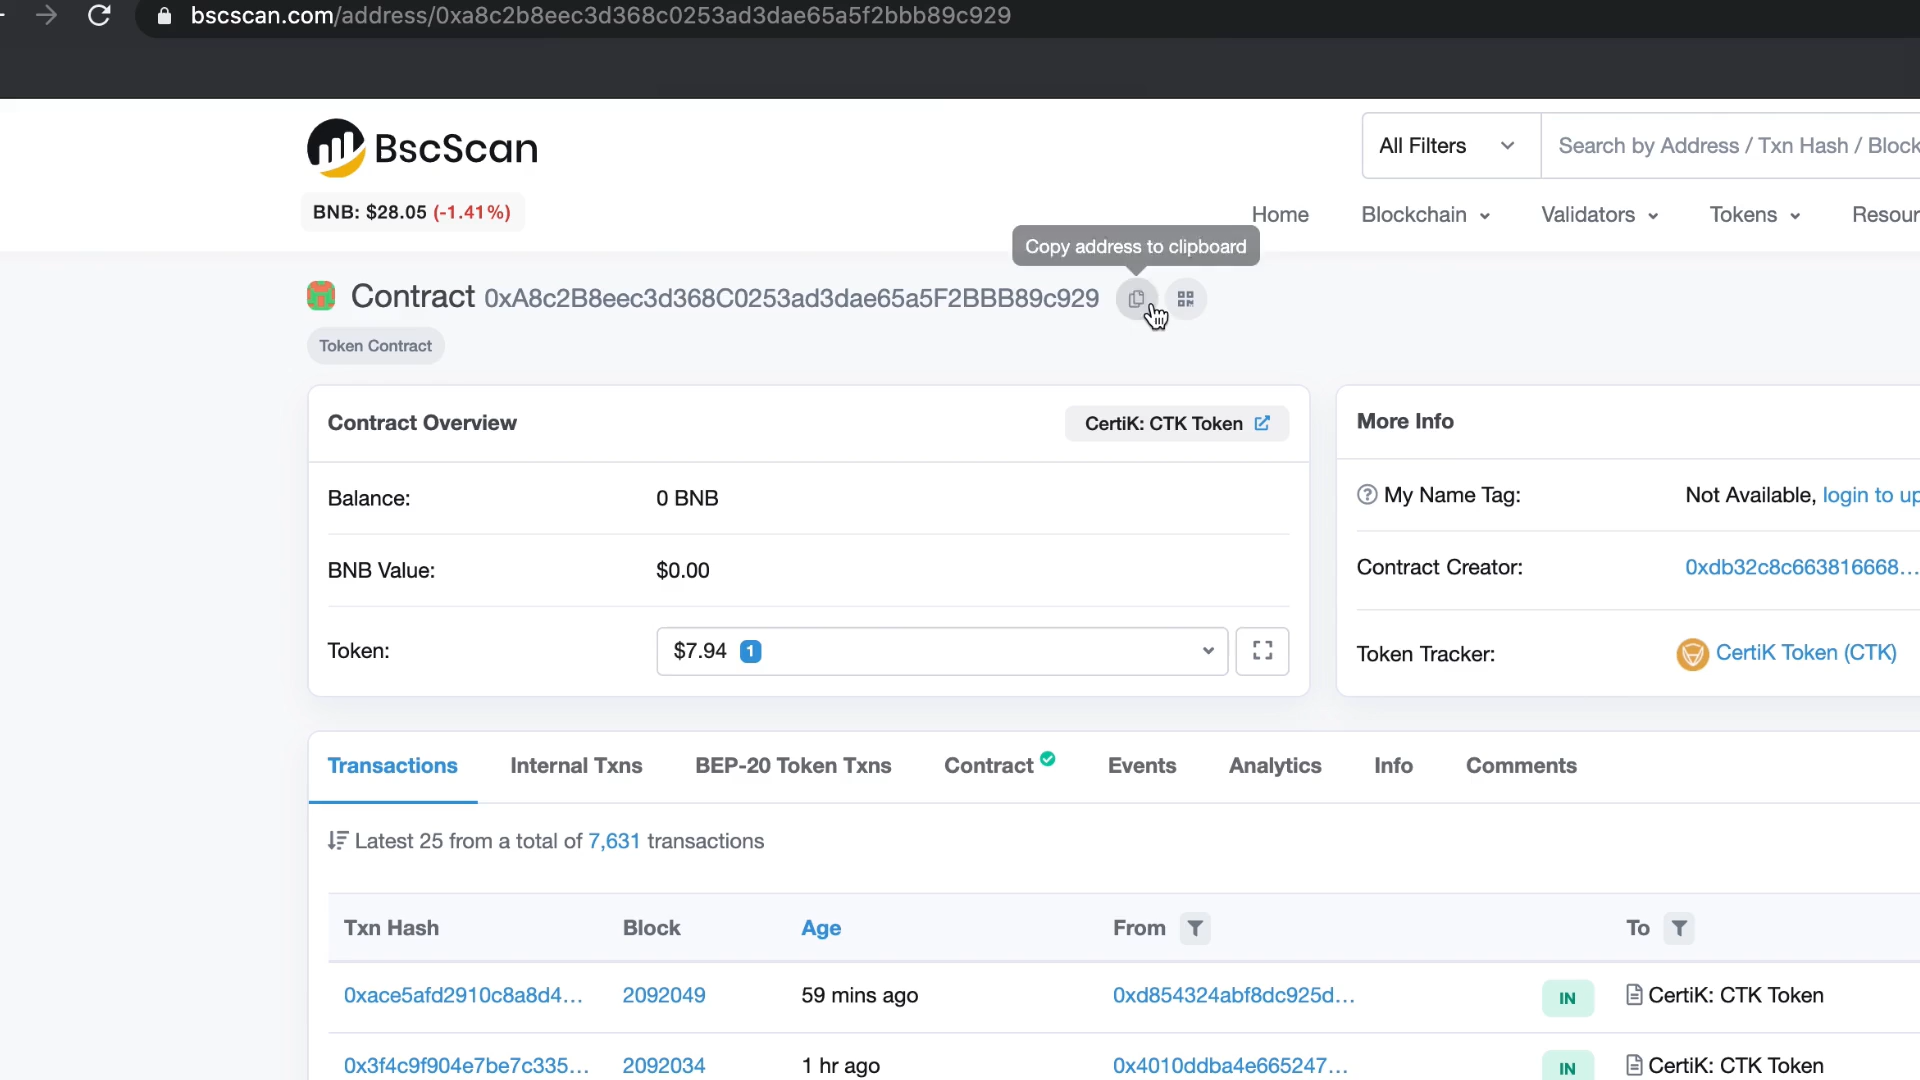 bscscan.com/address/0xa8c2b8eec3d368c0253ad3dae65a5f2bbb89c929
BscScan
All Filters
Search by Address / Txn Hash / Block
BNB: $28.05 (-1.41%)
Home
Blockchain
Validators
Tokens
Resour
Copy address to clipboard
Contract 0xA8c2B8eec3d368C0253ad3dae65a5F2BBB89c929
Token Contract
Contract Overview
CertiK: CTK Token
Balance:
0 BNB
BNB Value:
$0.00
Token:
$7.94 1
More Info
My Name Tag:
Not Available, login to up
Contract Creator:
0xdb32c8c663816668...
Token Tracker:
CertiK Token (CTK)
Transactions
Internal Txns
BEP-20 Token Txns
Contract
Events
Analytics
Info
Comments
Latest 25 from a total of 7,631 transactions
Txn Hash
Block
Age
From
To
0xace5afd2910c8a8d4...
2092049
59 mins ago
0xd854324abf8dc925d...
IN
CertiK: CTK Token
0x3f4c9f904e7be7c335...
2092034
1 hr ago
0x4010ddba4e665247...
IN
CertiK: CTK Token